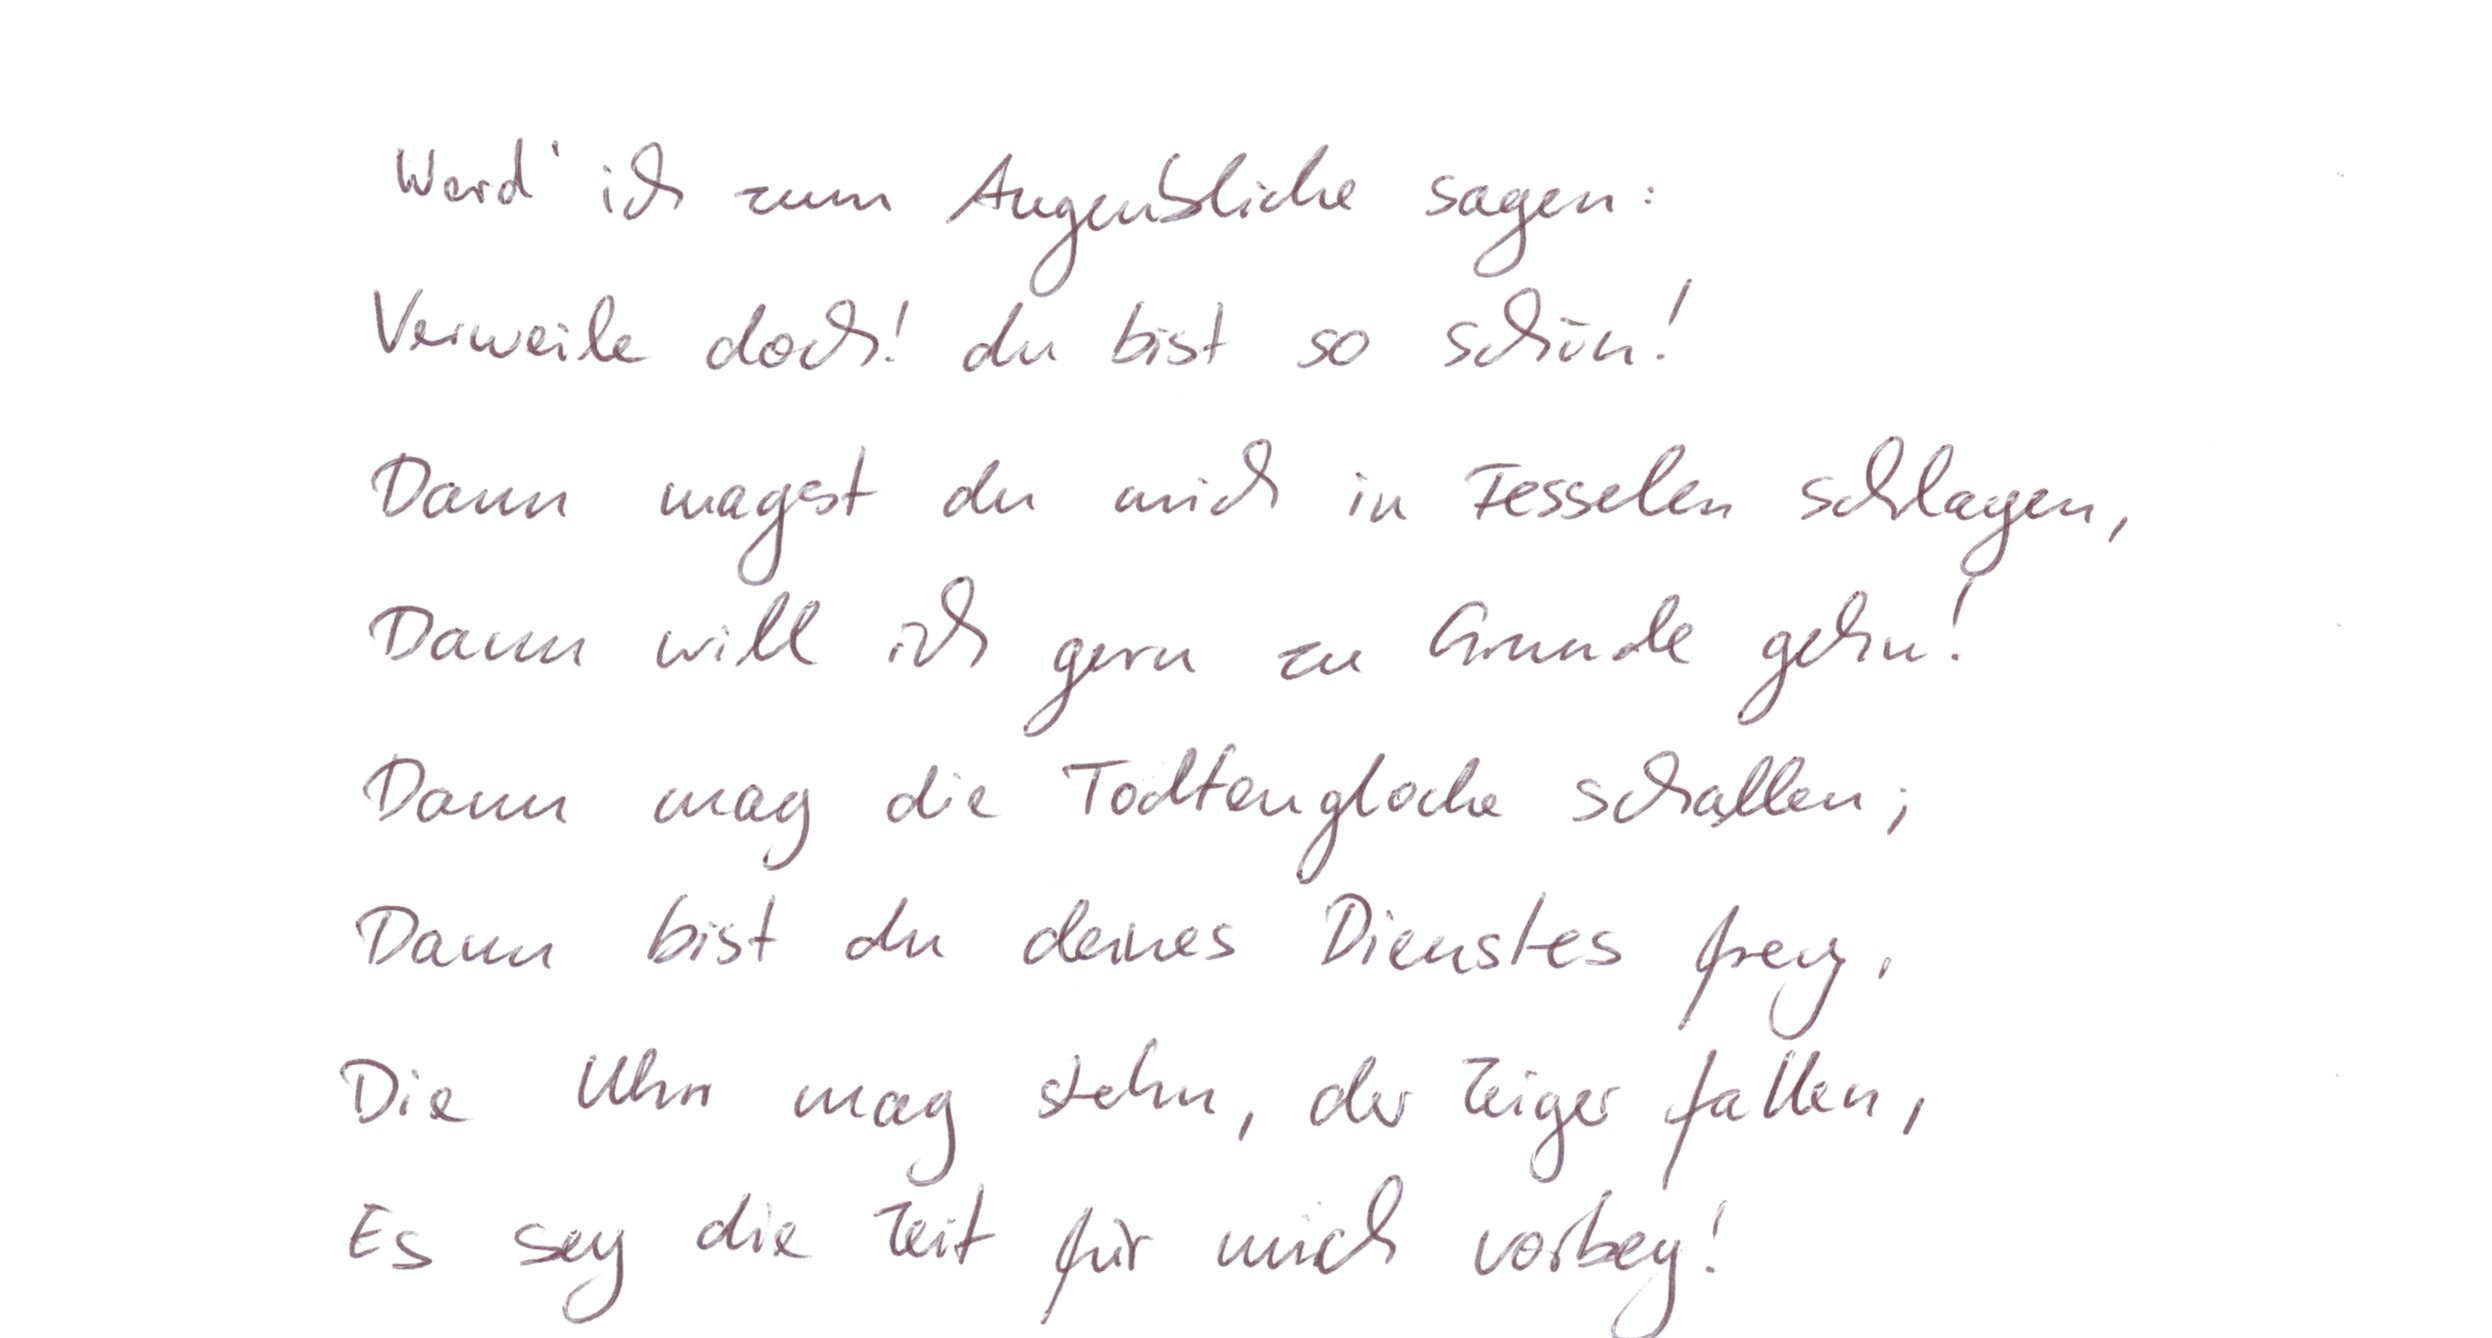 Werd' ich zum Augenblicke sagen:
Verweile doch! du bist so schön!
Dann magst du mich in Fesselen schlagen,
Dann will ich gern zu Grunde gehn!
Dann mag die Todtenglocke schallen;
Dann bist du deines Dienstes frey,
Die Uhr mag stehn, der Zeiger fallen,
Es sey die Zeit für mich vorbey!